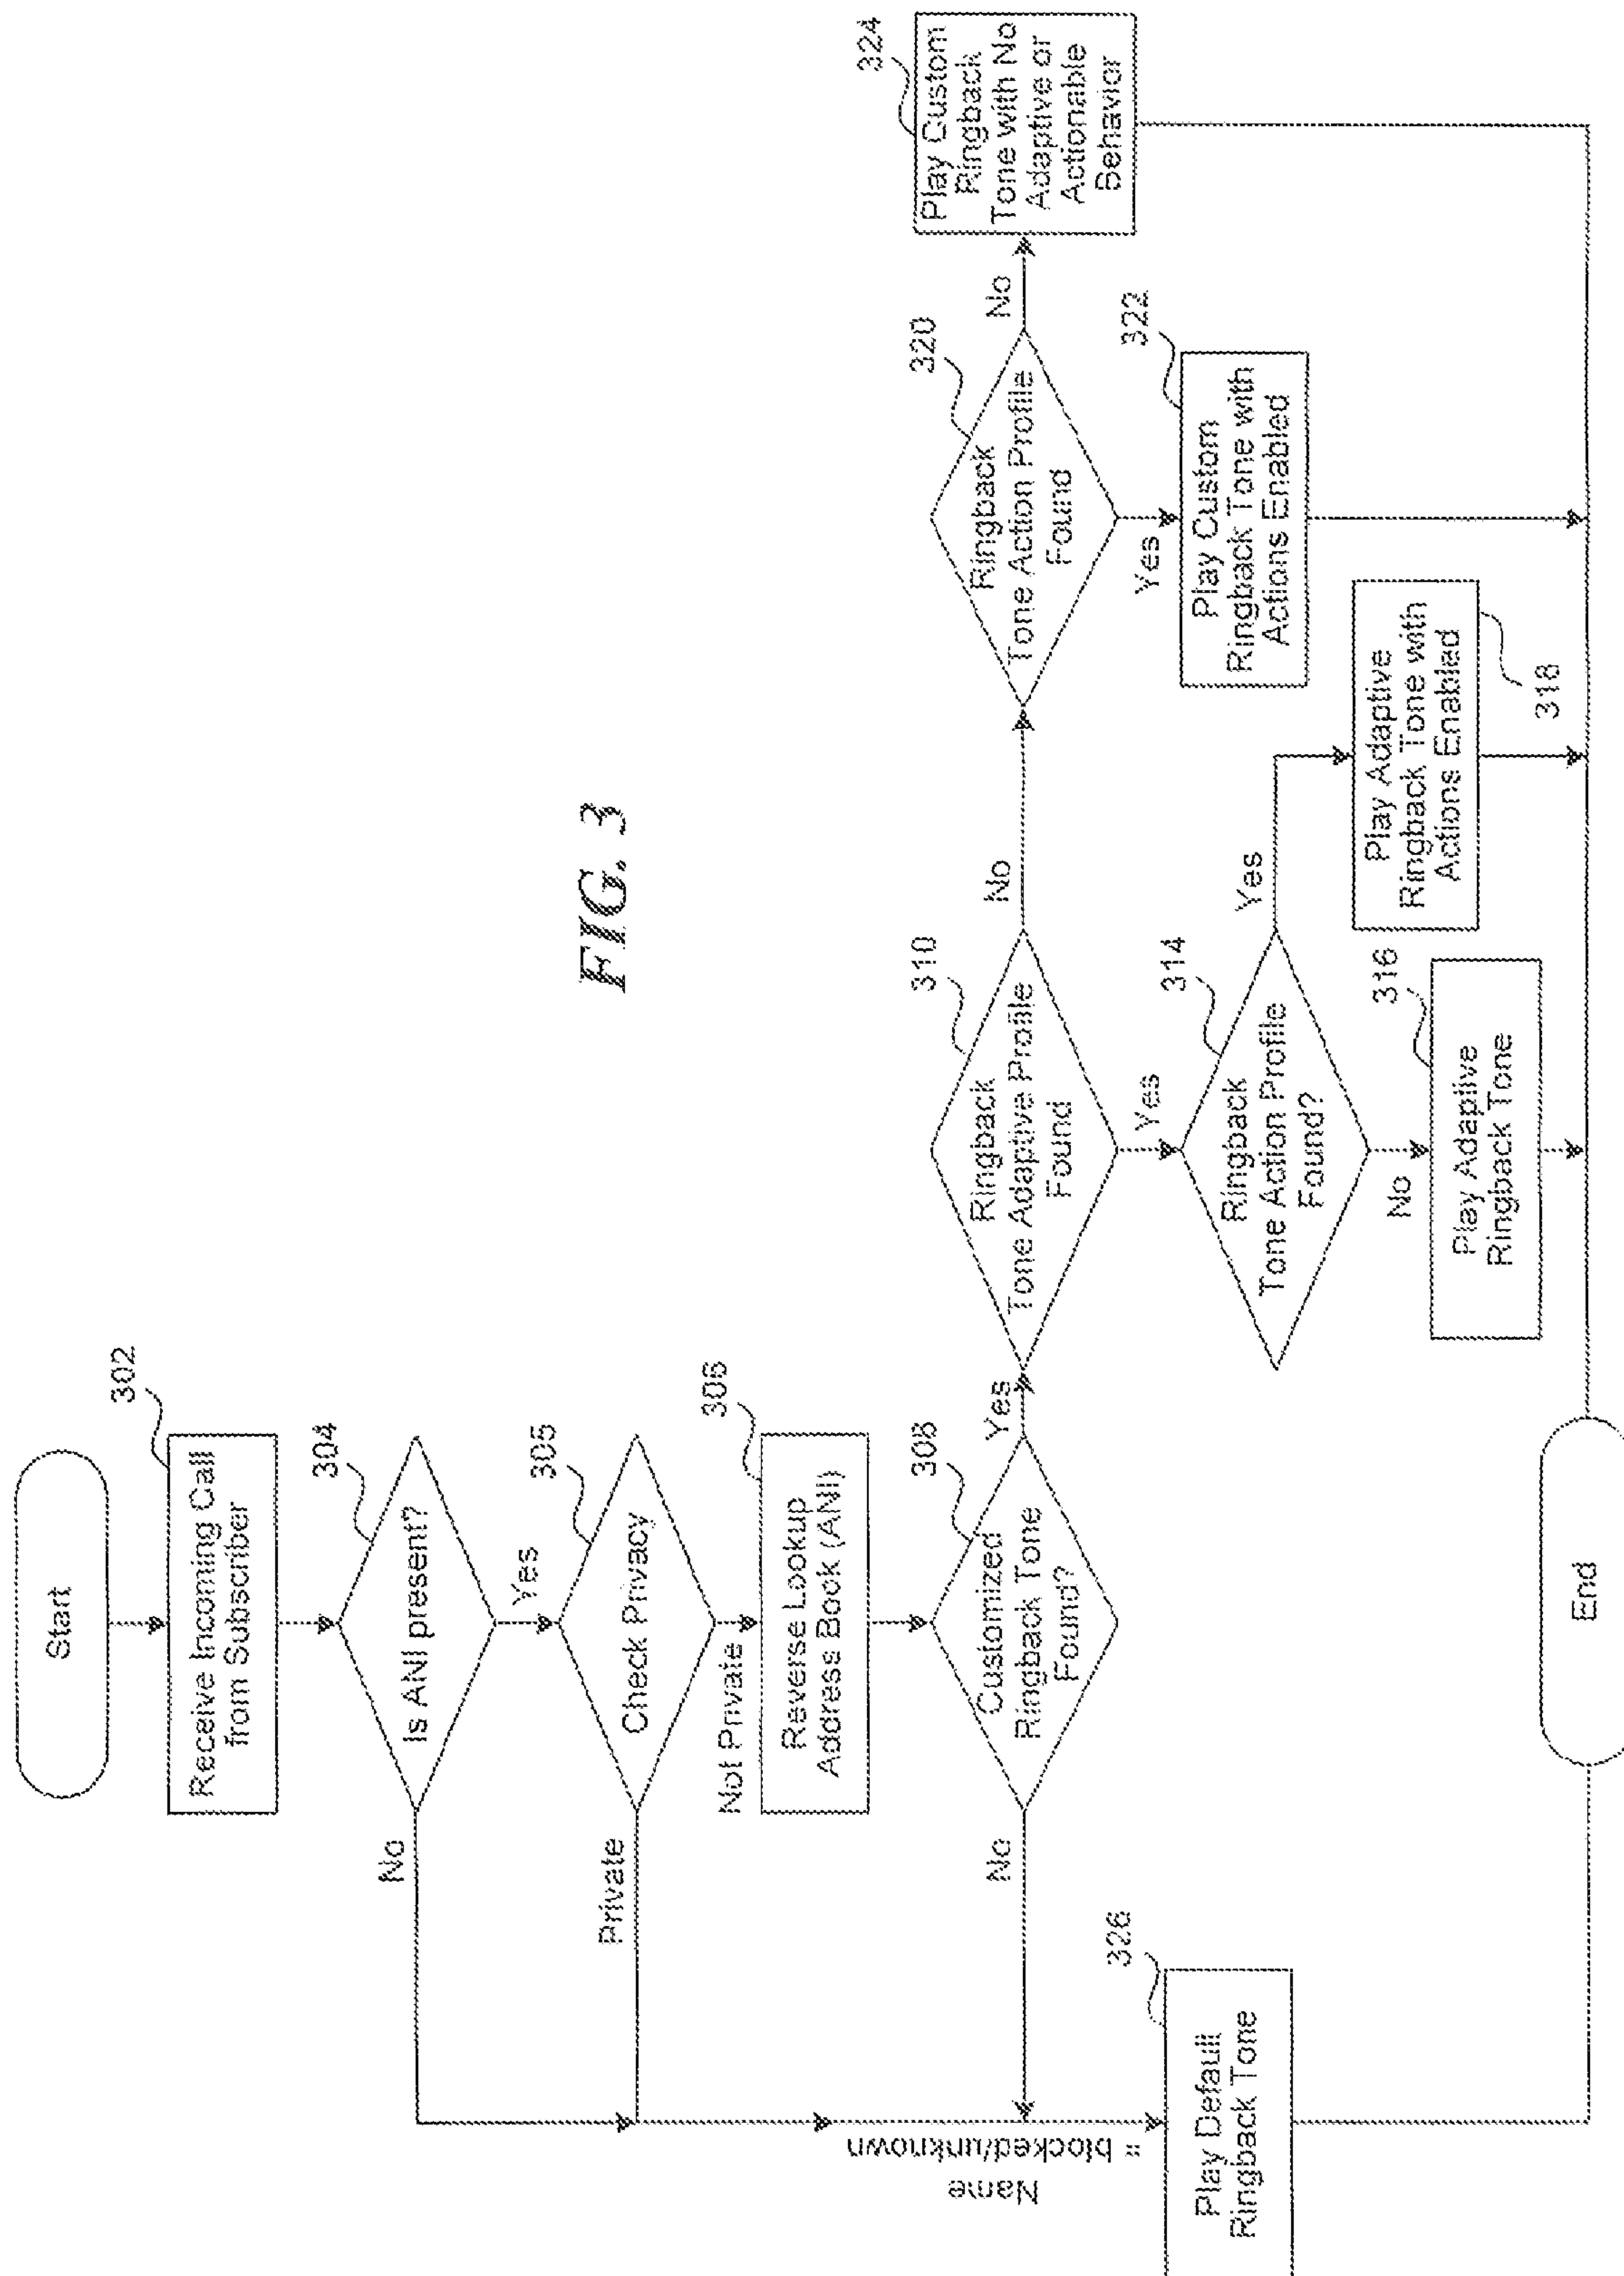 FIG. 3
Start
302
Receive Incoming Call
from Subscriber
304
Is ANI present?
No
Yes
305
Check Privacy
Private
Not Private
306
Reverse Lookup
Address Book (ANI)
308
Customized
Ringback Tone
Found?
No
Yes
Name
= blocked/unknown
326
Play Default
Ringback Tone
310
Ringback
Tone Adaptive Profile
Found
No
Yes
314
Ringback
Tone Action Profile
Found?
Yes
No
316
Play Adaptive
Ringback Tone
318
Play Adaptive
Ringback Tone with
Actions Enabled
320
Ringback
Tone Action Profile
Found
No
Yes
322
Play Custom
Ringback Tone with
Actions Enabled
324
Play Custom
Ringback
Tone with No
Adaptive or
Actionable
Behavior
End